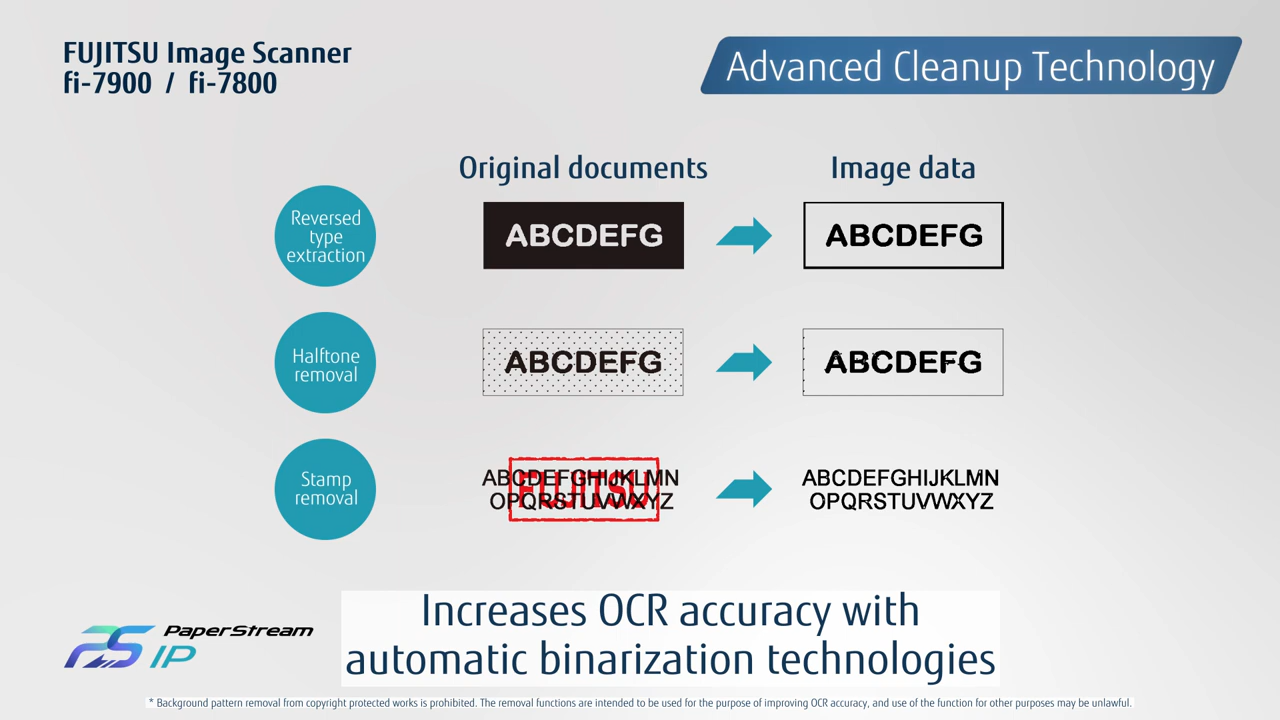 FUJITSU Image Scanner
fi-7900 / fi-7800
Advanced Cleanup Technology
Original documents
Image data
Reversed
type
extraction
ABCDEFG
ABCDEFG
Halftone
removal
ABCDEFG
ABCDEFG
Stamp
removal
ABCDEFGHIJKLMN
OPQRSTUVWXYZ
FUJITSU
ABCDEFGHIJKLMN
OPQRSTUVWXYZ
PS PaperStream
IP
Increases OCR accuracy with
automatic binarization technologies
* Background pattern removal from copyright protected works is prohibited. The removal functions are intended to be used for the purpose of improving OCR accuracy, and use of the function for other purposes may be unlawful.